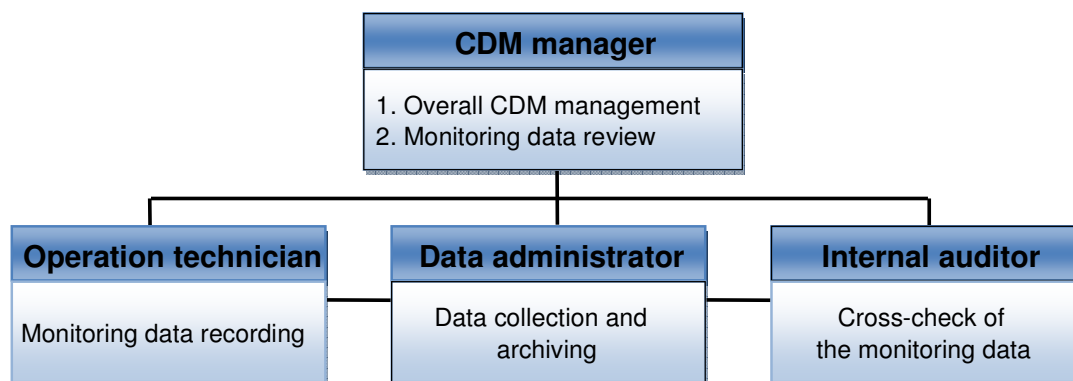 CDM manager
1. Overall CDM management
2. Monitoring data review
Operation technician
Monitoring data recording
Data administrator
Data collection and
archiving
Internal auditor
Cross-check of
the monitoring data